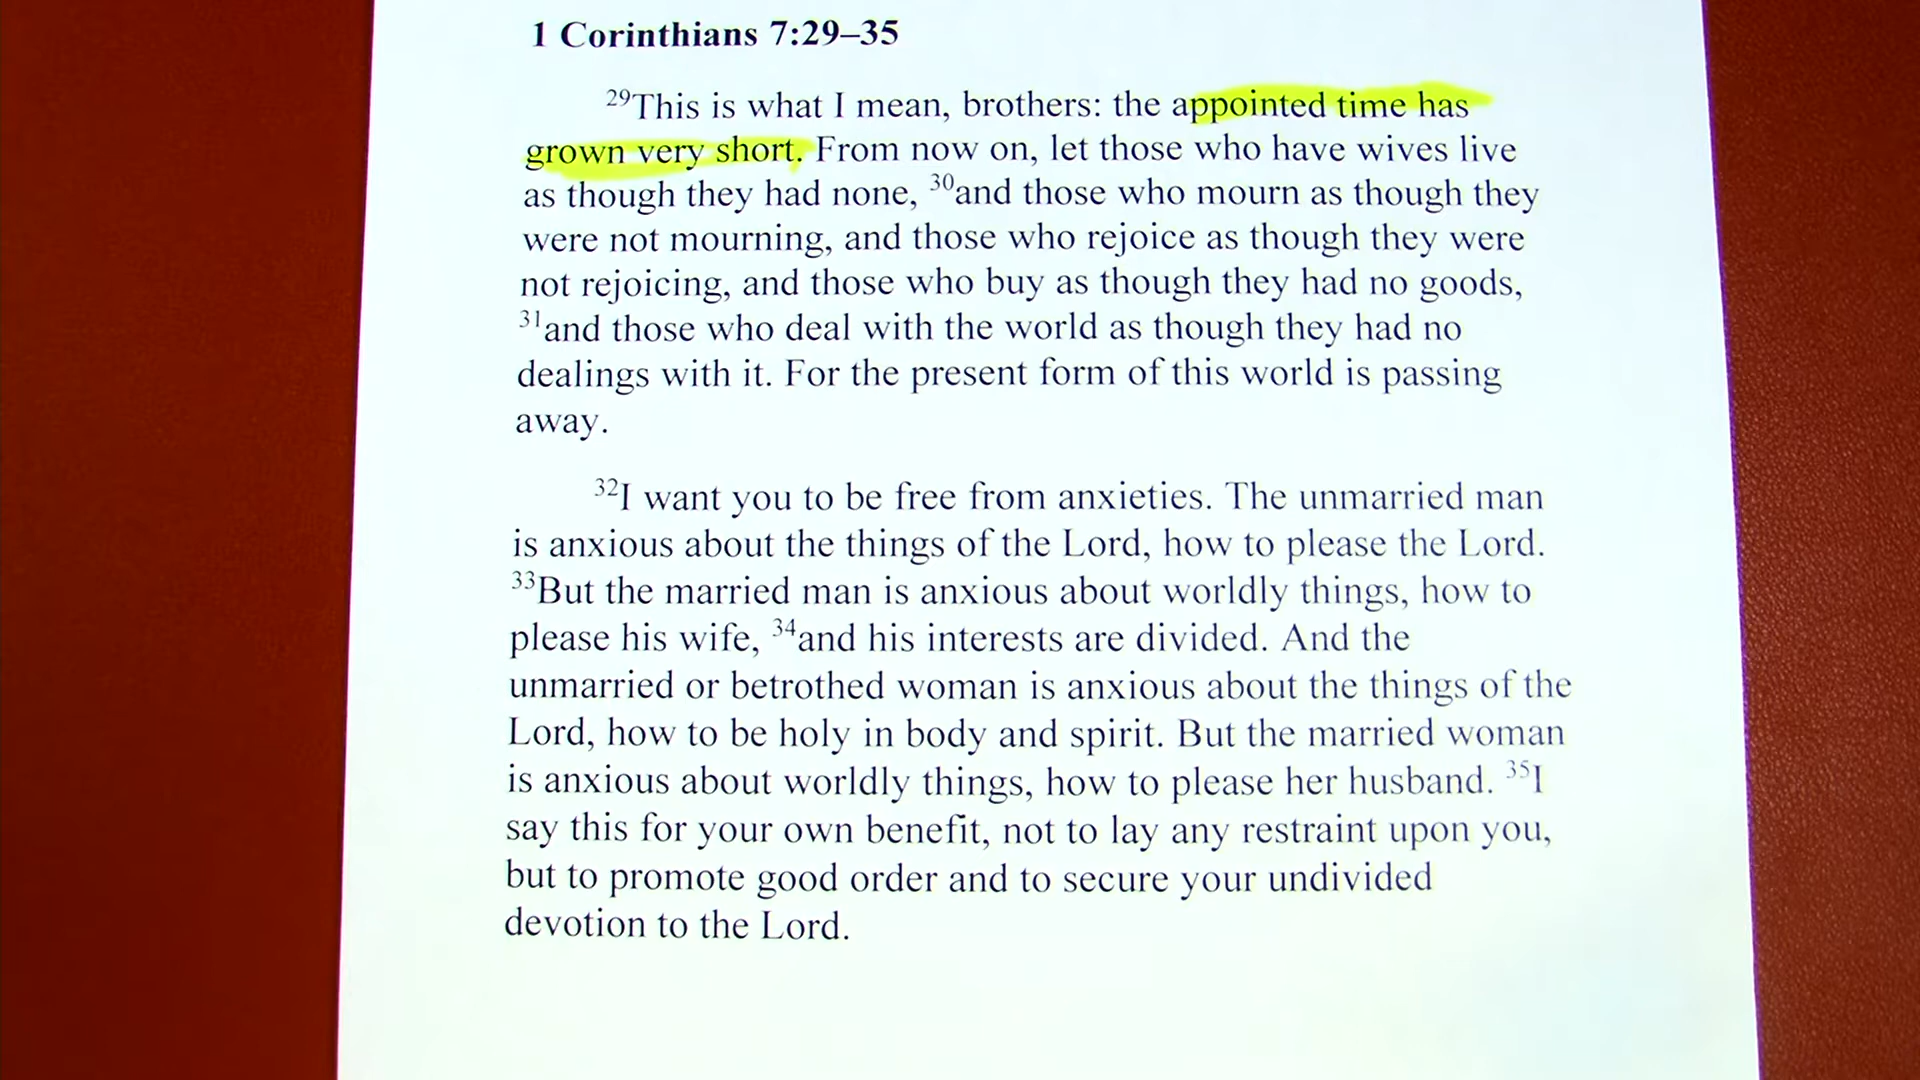 1 Corinthians 7:29–35
29This is what I mean, brothers: the appointed time has
grown very short. From now on, let those who have wives live
as though they had none, 30and those who mourn as though they
were not mourning, and those who rejoice as though they were
not rejoicing, and those who buy as though they had no goods,
31and those who deal with the world as though they had no
dealings with it. For the present form of this world is passing
away.
32I want you to be free from anxieties. The unmarried man
is anxious about the things of the Lord, how to please the Lord.
33But the married man is anxious about worldly things, how to
please his wife, 34and his interests are divided. And the
unmarried or betrothed woman is anxious about the things of the
Lord, how to be holy in body and spirit. But the married woman
is anxious about worldly things, how to please her husband. 35I
say this for your own benefit, not to lay any restraint upon you,
but to promote good order and to secure your undivided
devotion to the Lord.